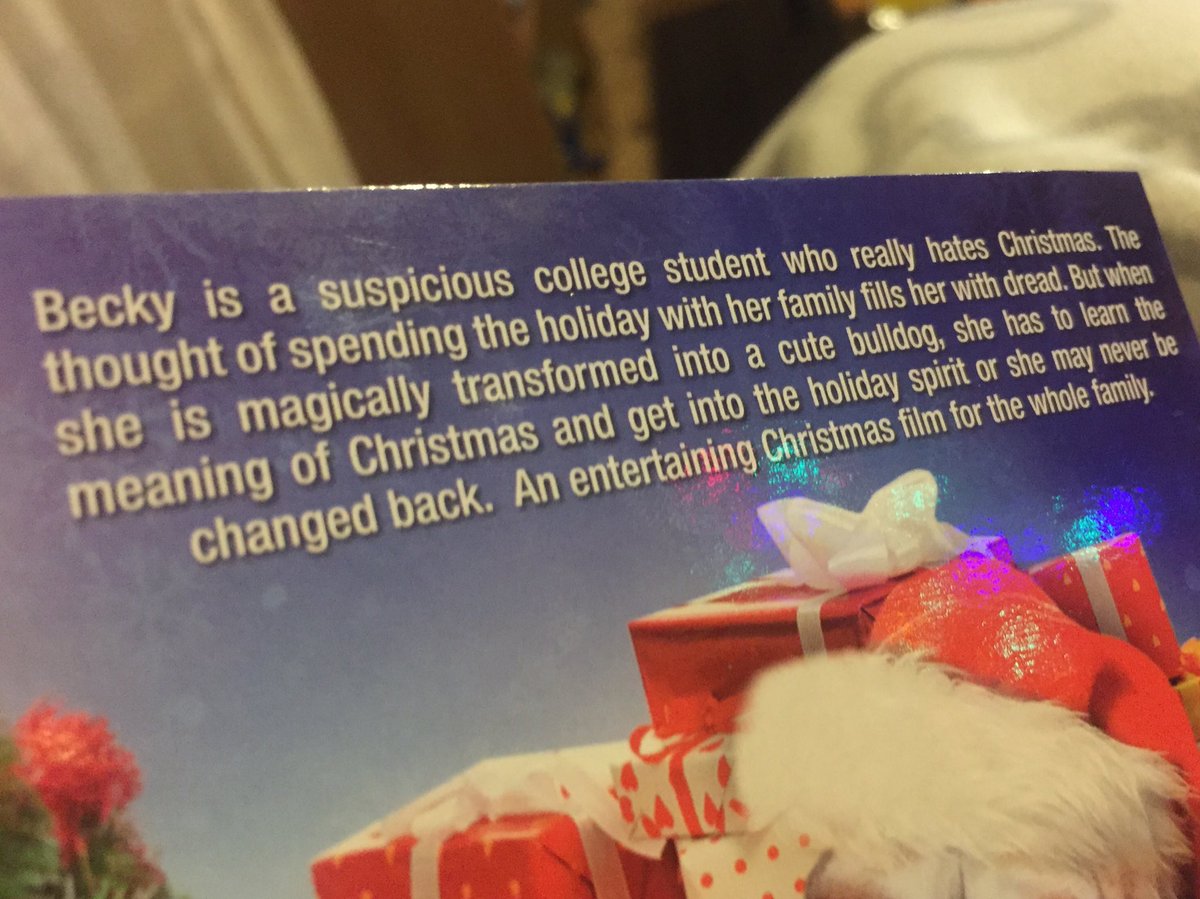 Becky is a suspicious college student who really hates Christmas. The
thought of spending the holiday with her family fills her with dread. But when
she is magically transformed into a cute bulldog, she has to learn the
meaning of Christmas and get into the holiday spirit or she may never be
changed back. An entertaining Christmas film for the whole family.